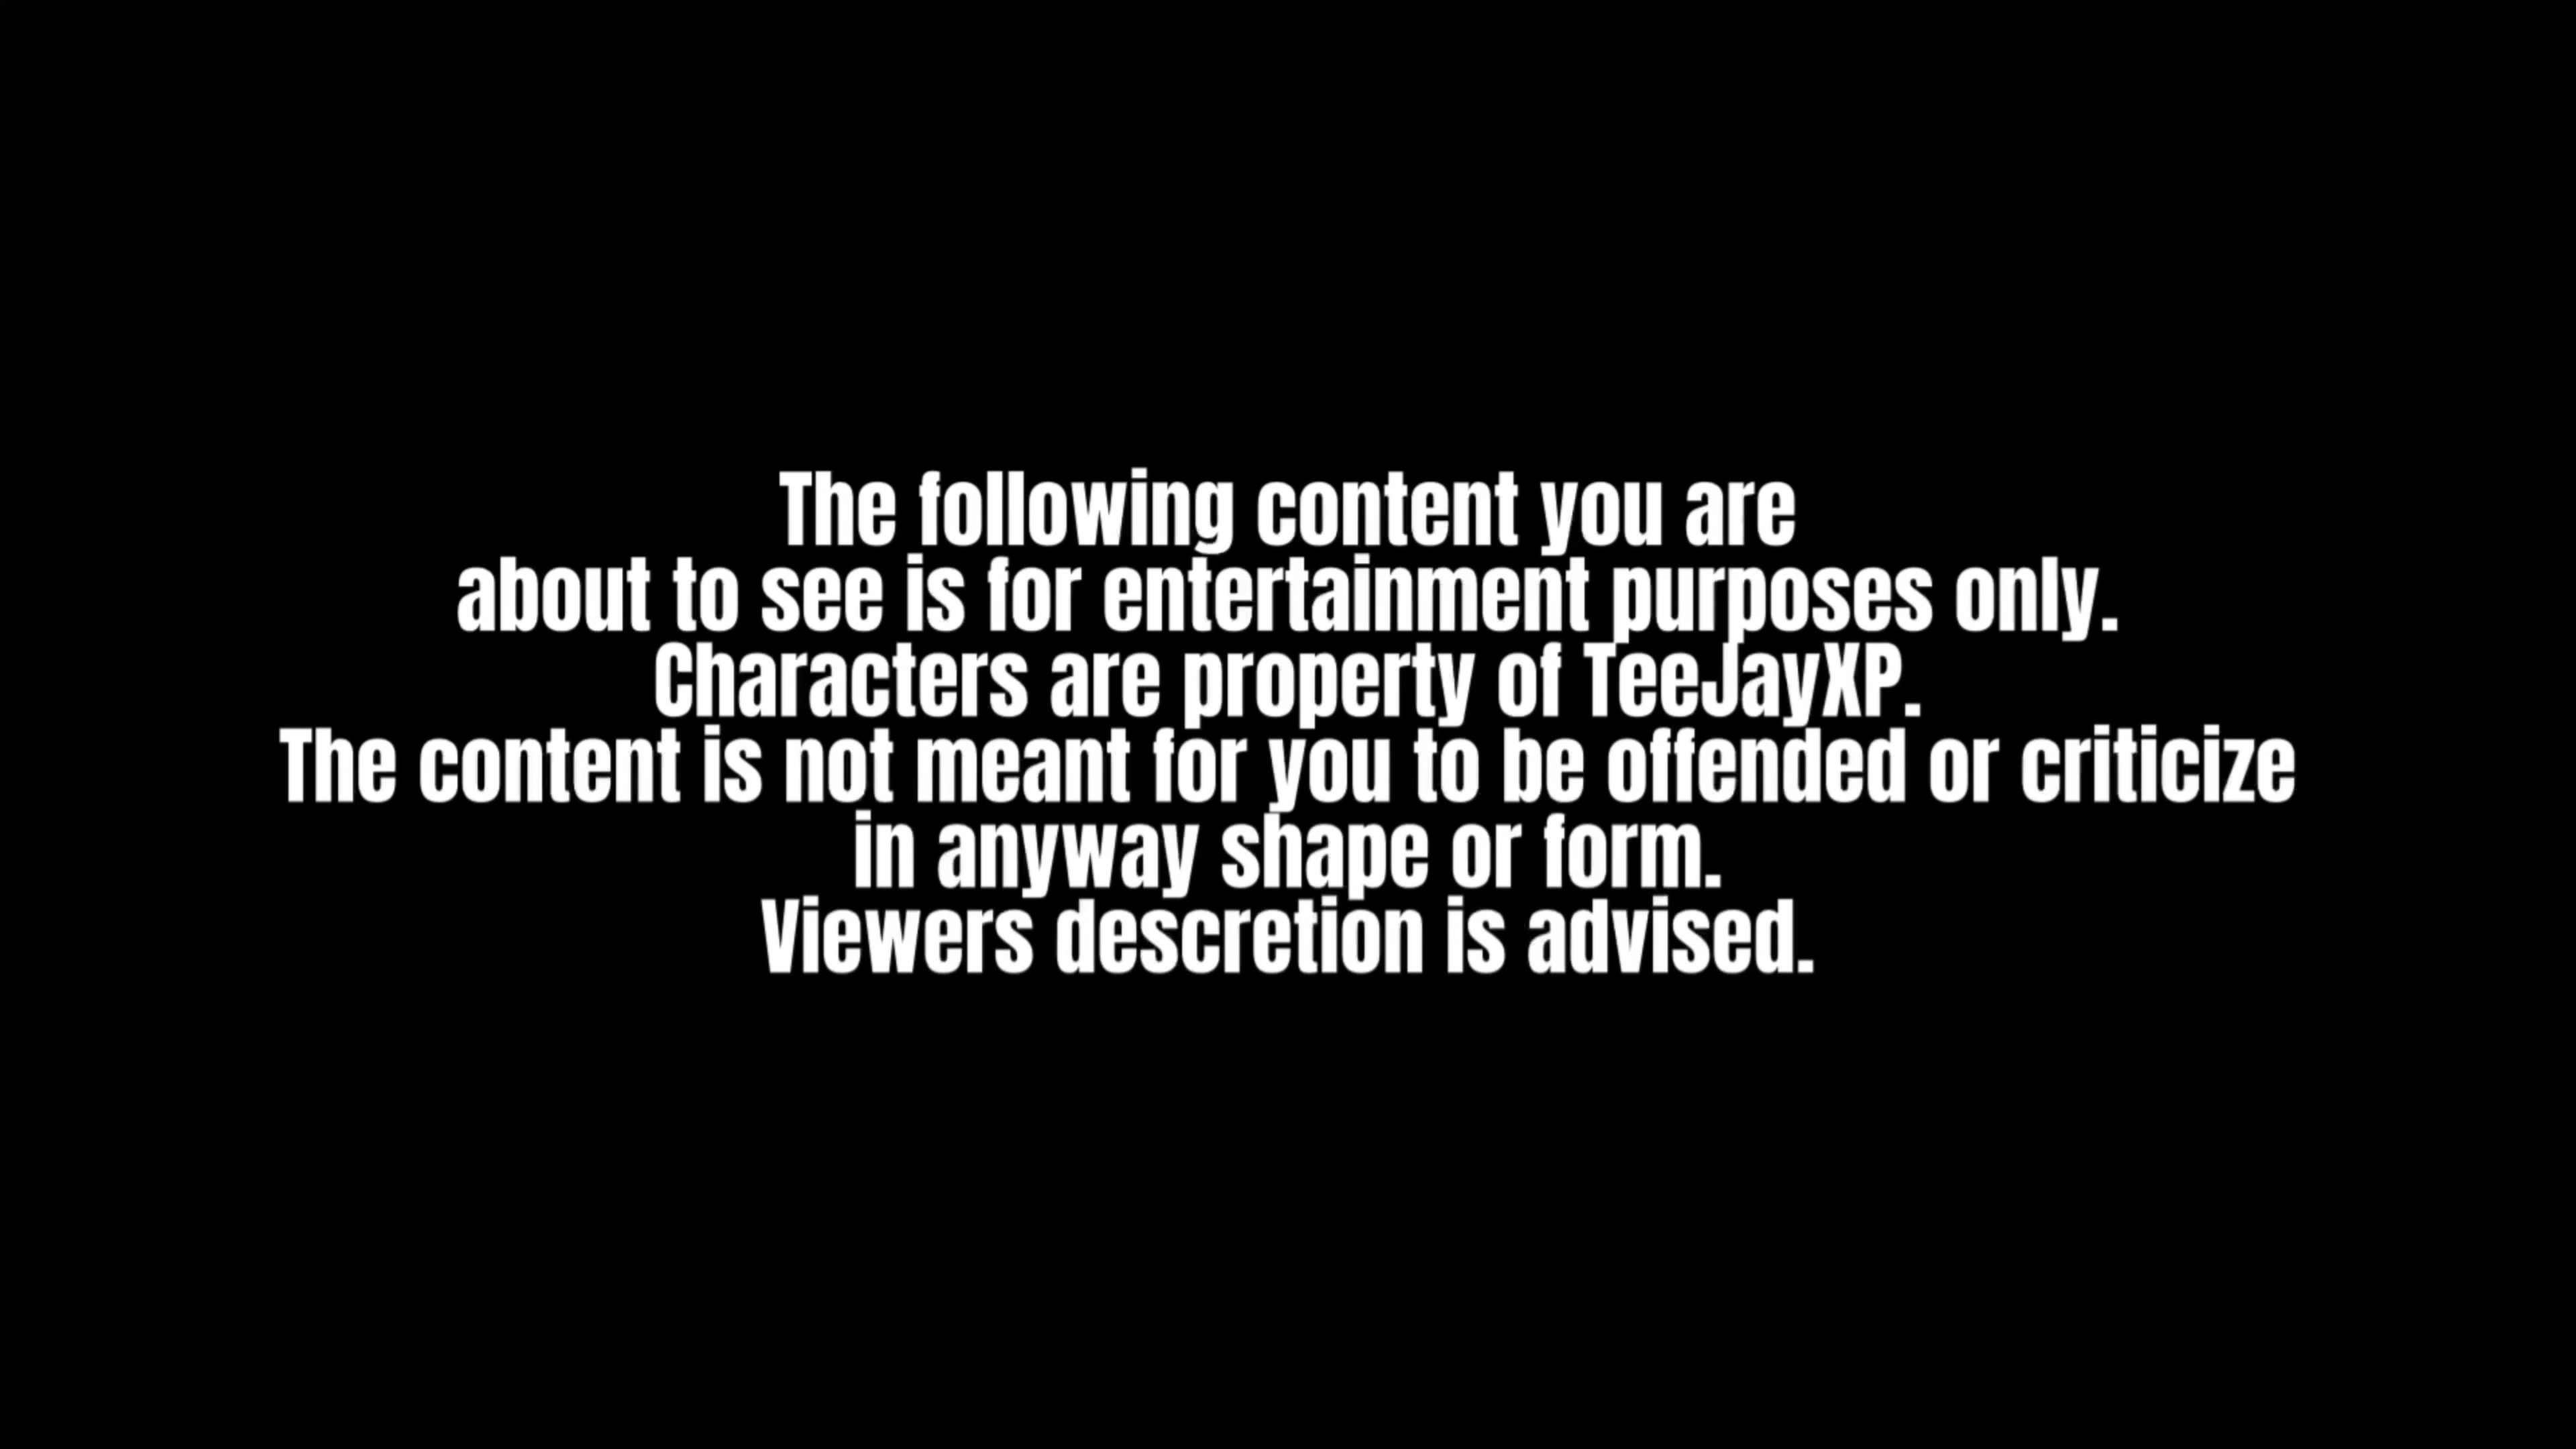 The following content you are
about to see is for entertainment purposes only.
Characters are property of TeeJayXP.
The content is not meant for you to be offended or criticize
in anyway shape or form.
Viewers descretion is advised.